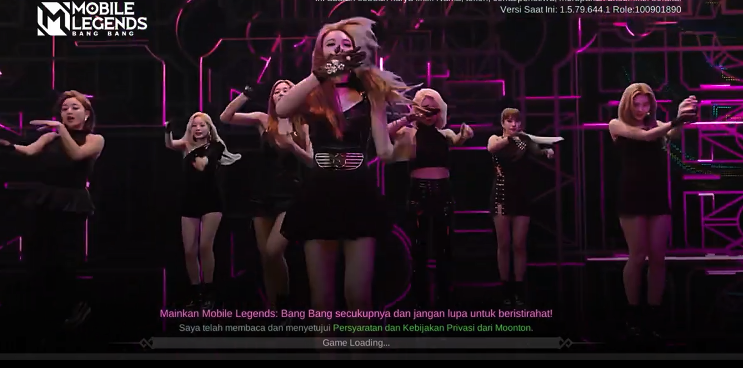 MOBILE
LEGENDS
BANG BANG
Versi Saat Ini: 1.5.79.644.1 Role:100901890
Mainkan Mobile Legends: Bang Bang secukupnya dan jangan lupa untuk beristirahat!
Saya telah membaca dan menyetujui Persyaratan dan Kebijakan Privasi dari Moonton.
Game Loading...